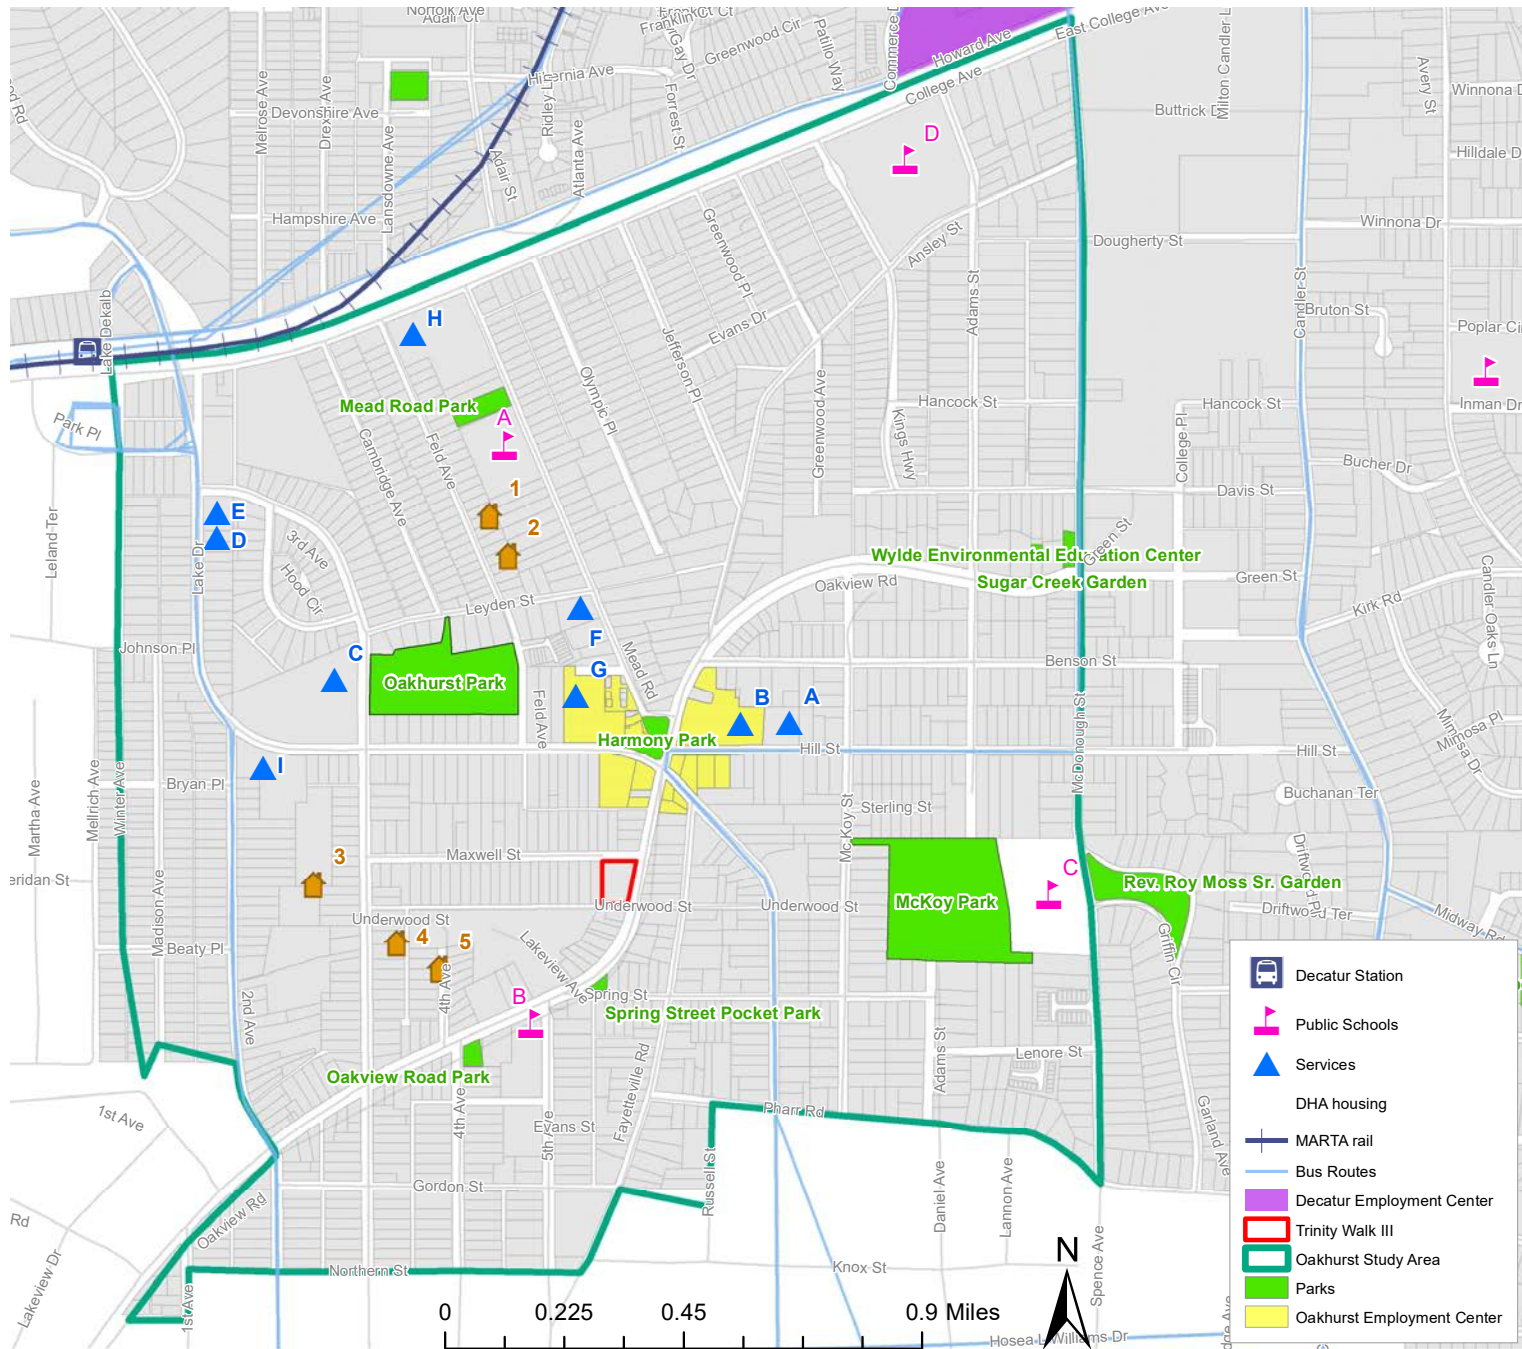 Norfolk Ave
Adair Ct
Franklin Ct
Greenwood Cir
Gay Dr
Patillo Way
Howard Ave
East College Ave
College Ave
Hibernia Ave
Ridley Ln
Forrest St
Melrose Ave
Drexel Ave
Devonshire Ave
Lansdowne Ave
Adair St
Atlanta Ave
Hampshire Ave
D
Buttrick D
Milton Candler L
Avery St
Winnona D
Hilldale D
Winnona Dr
Dougherty St
Ansley St
Greenwood Pl
Adams St
Candler St
Bruton St
Poplar Cir
Inman Dr
Lake Dekalb
H
Evans Dr
Jefferson Pl
Olympic Pl
Mead Road Park
A
Park Pl
Cambridge Ave
Feld Ave
Greenwood Ave
Kings Hwy
Hancock St
Hancock St
College Pl
Bucher Dr
Davis St
1
2
E
D
Leland Ter
Lake Dr
3rd Ave
Hood Cir
Leyden St
Green St
Wylde Environmental Education Center
Oakview Rd
Sugar Creek Garden
Green St
Kirk Rd
Candler Oaks Ln
F
Johnson Pl
C
Oakhurst Park
Mead Rd
G
Feld Ave
B
A
Harmony Park
Hill St
Benson St
McDonough St
Hill St
Mimosa Pl
Mimosa Dr
I
Bryan Pl
Martha Ave
Mellrich Ave
Winter Ave
Sterling St
McKoy St
Buchanan Ter
3
Maxwell St
eridan St
Madison Ave
Underwood St
Underwood St
Underwood St
McKoy Park
C
Rev. Roy Moss Sr. Garden
Driftwood Pl
Driftwood Ter
Midway Rd
Griffin Cir
4
5
Beaty Pl
Lakeview Ave
4th Ave
2nd Ave
B
Spring St
Spring Street Pocket Park
Oakview Road Park
Fayetteville Rd
Adams St
Lenore St
1st Ave
4th Ave
5th Ave
Evans St
Pharr Rd
Garland Ave
Gordon St
Russell St
Daniel Ave
Lannon Ave
Spence Ave
Rd
Oakview Rd
Lakeview Dr
1st Ave
Northern St
Knox St
Hosea L Williams Dr
0 0.225 0.45 0.9 Miles
N
Decatur Station
Public Schools
Services
DHA housing
MARTA rail
Bus Routes
Decatur Employment Center
Trinity Walk III
Oakhurst Study Area
Parks
Oakhurst Employment Center